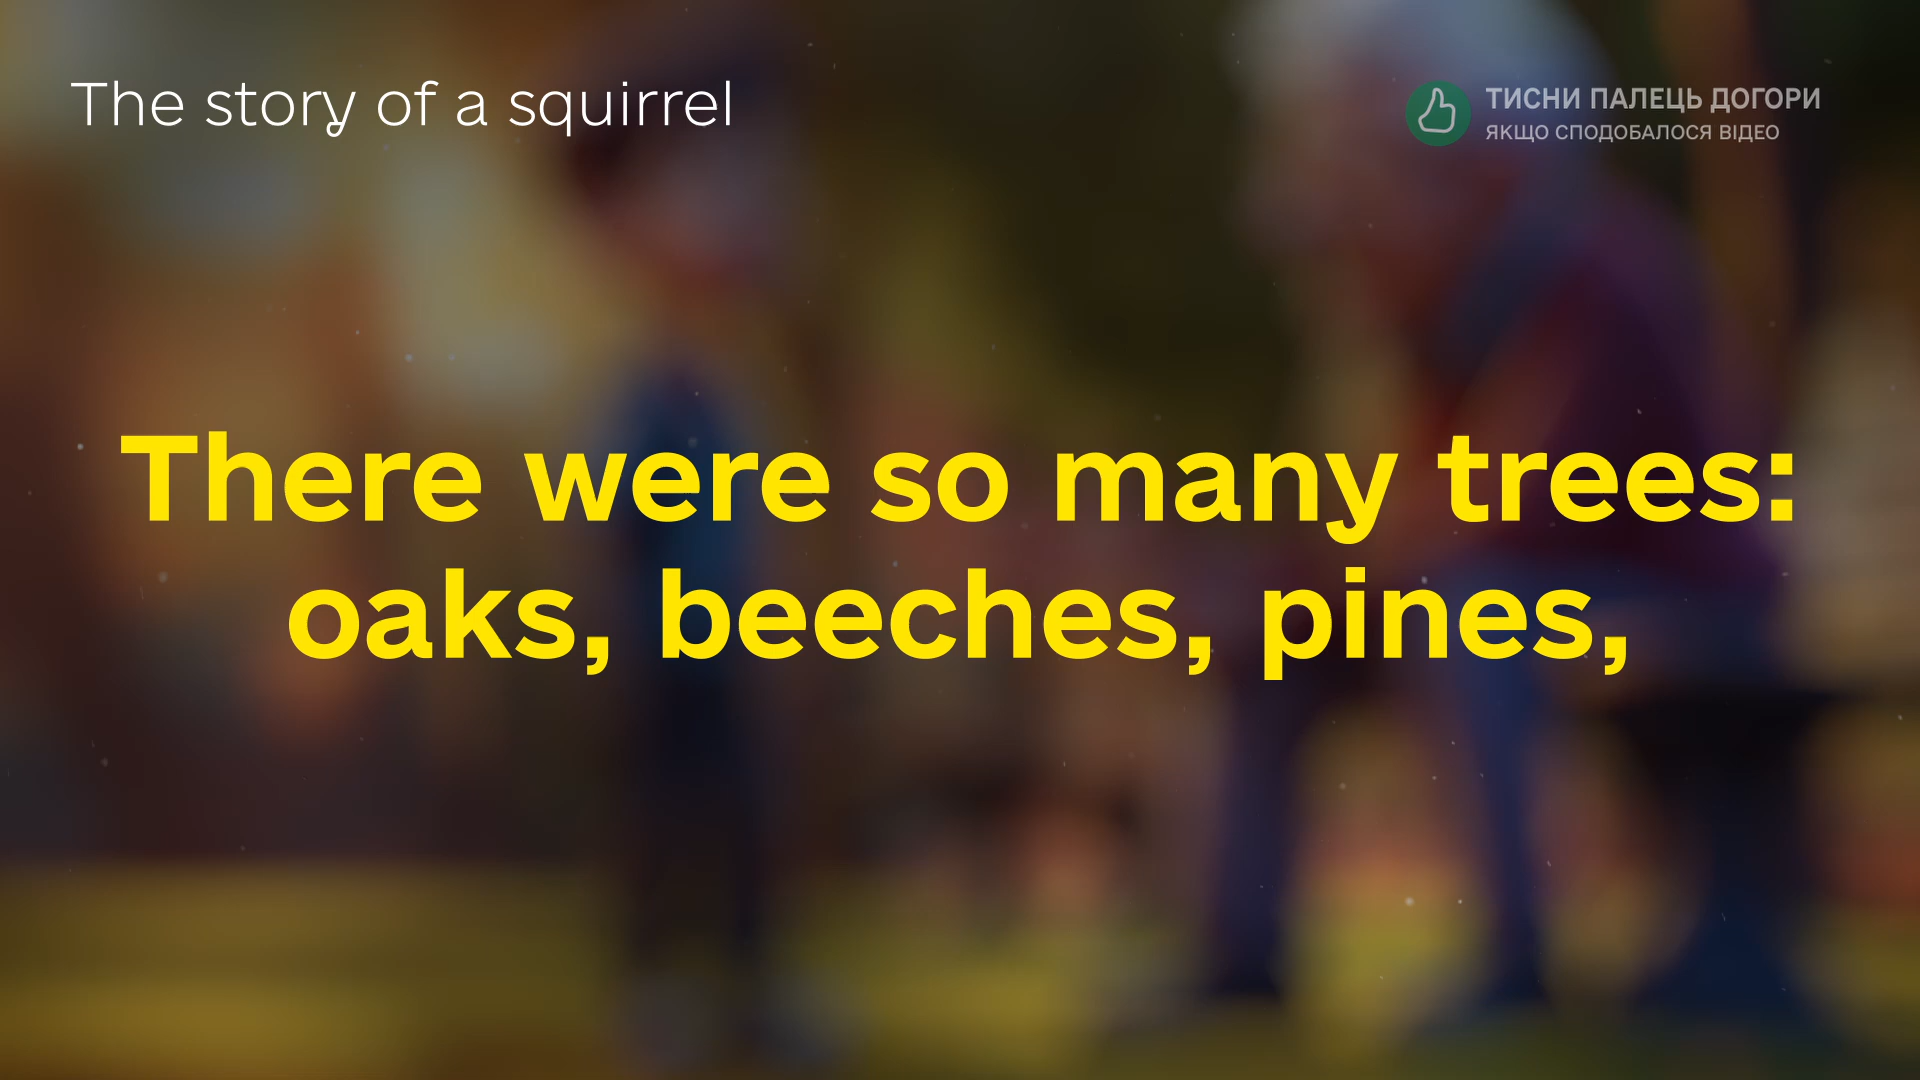 The story of a squirrel
ТИСНИ ПАЛЕЦЬ ДОГОРИ
ЯКЩО СПОДОБАЛОСЯ ВІДЕО
There were so many trees:
oaks, beeches, pines,